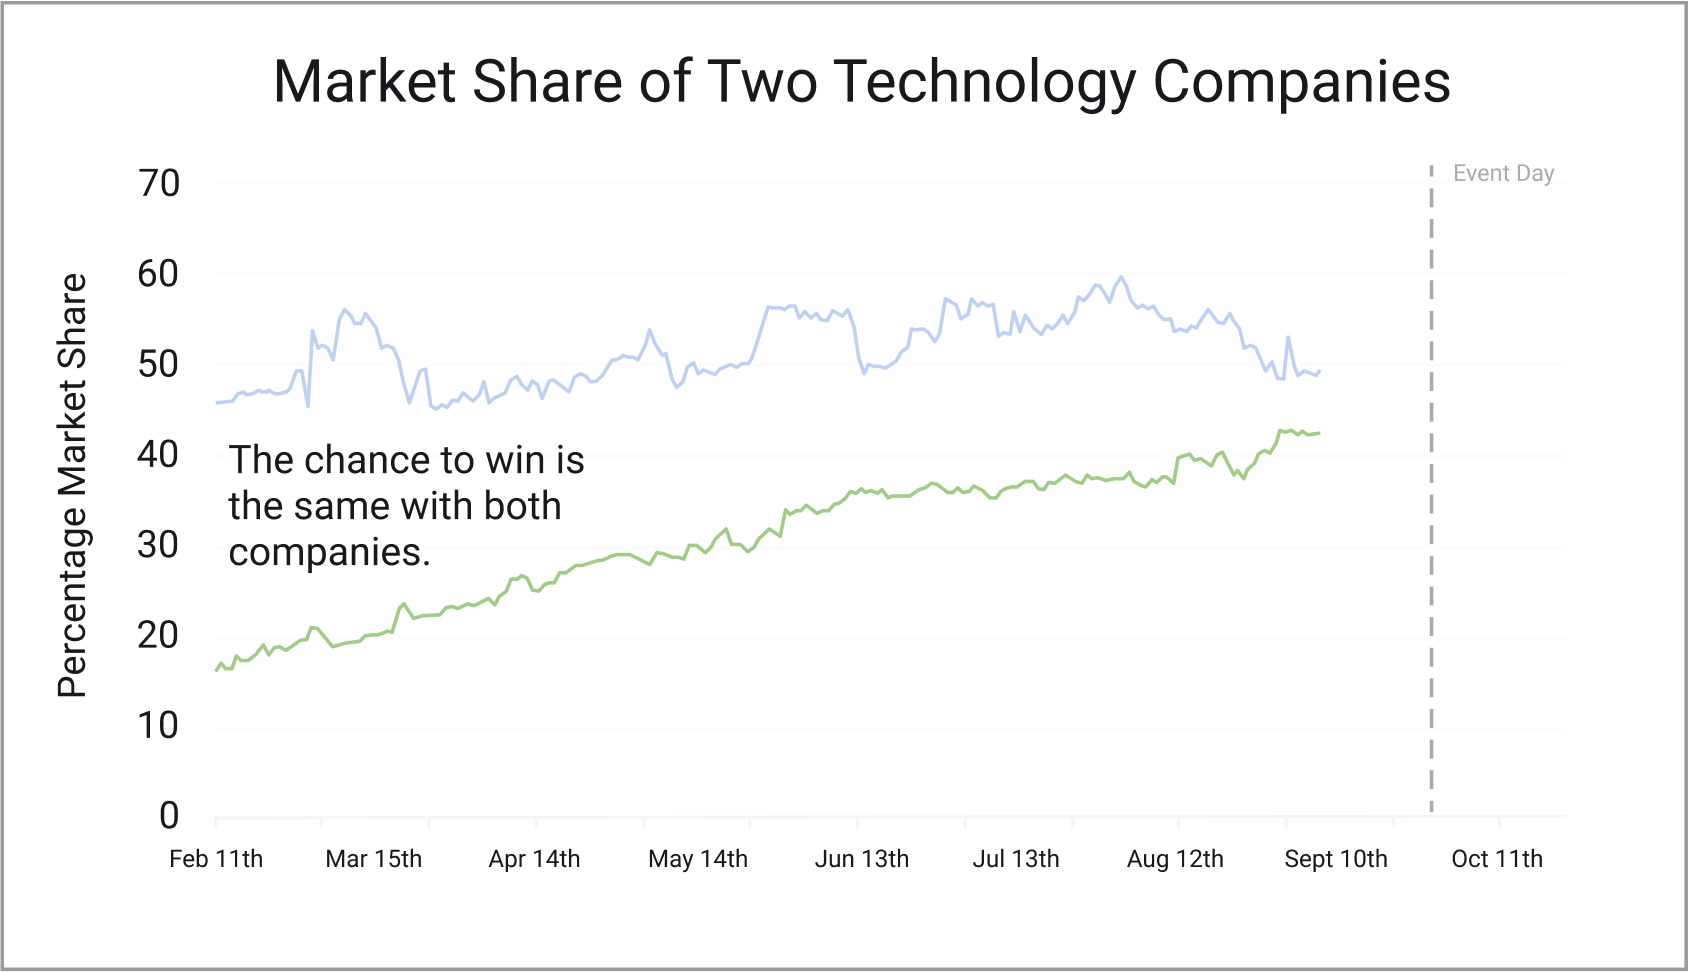 Market Share of Two Technology Companies
Event Day
Percentage Market Share
70
60
50
40
30
20
10
0
The chance to win is
the same with both
companies.
Feb 11th Mar 15th Apr 14th May 14th Jun 13th Jul 13th Aug 12th Sept 10th Oct 11th